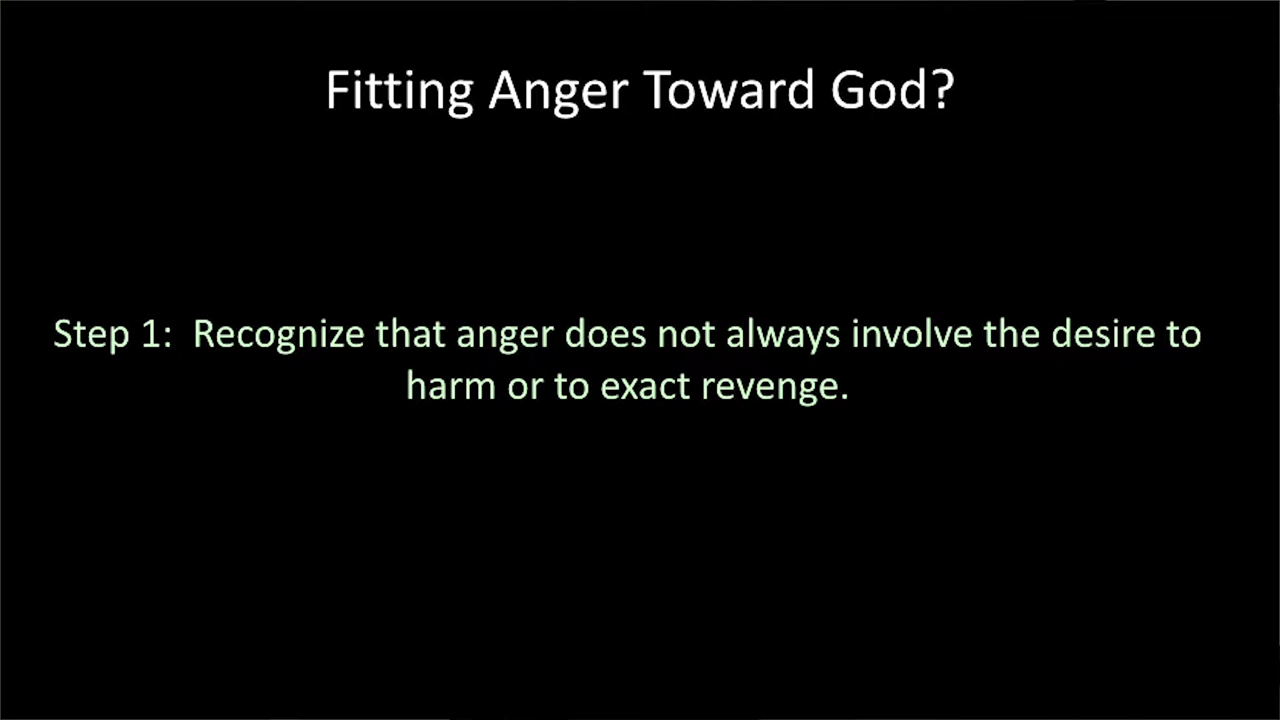 Fitting Anger Toward God?
Step 1:  Recognize that anger does not always involve the desire to
harm or to exact revenge.